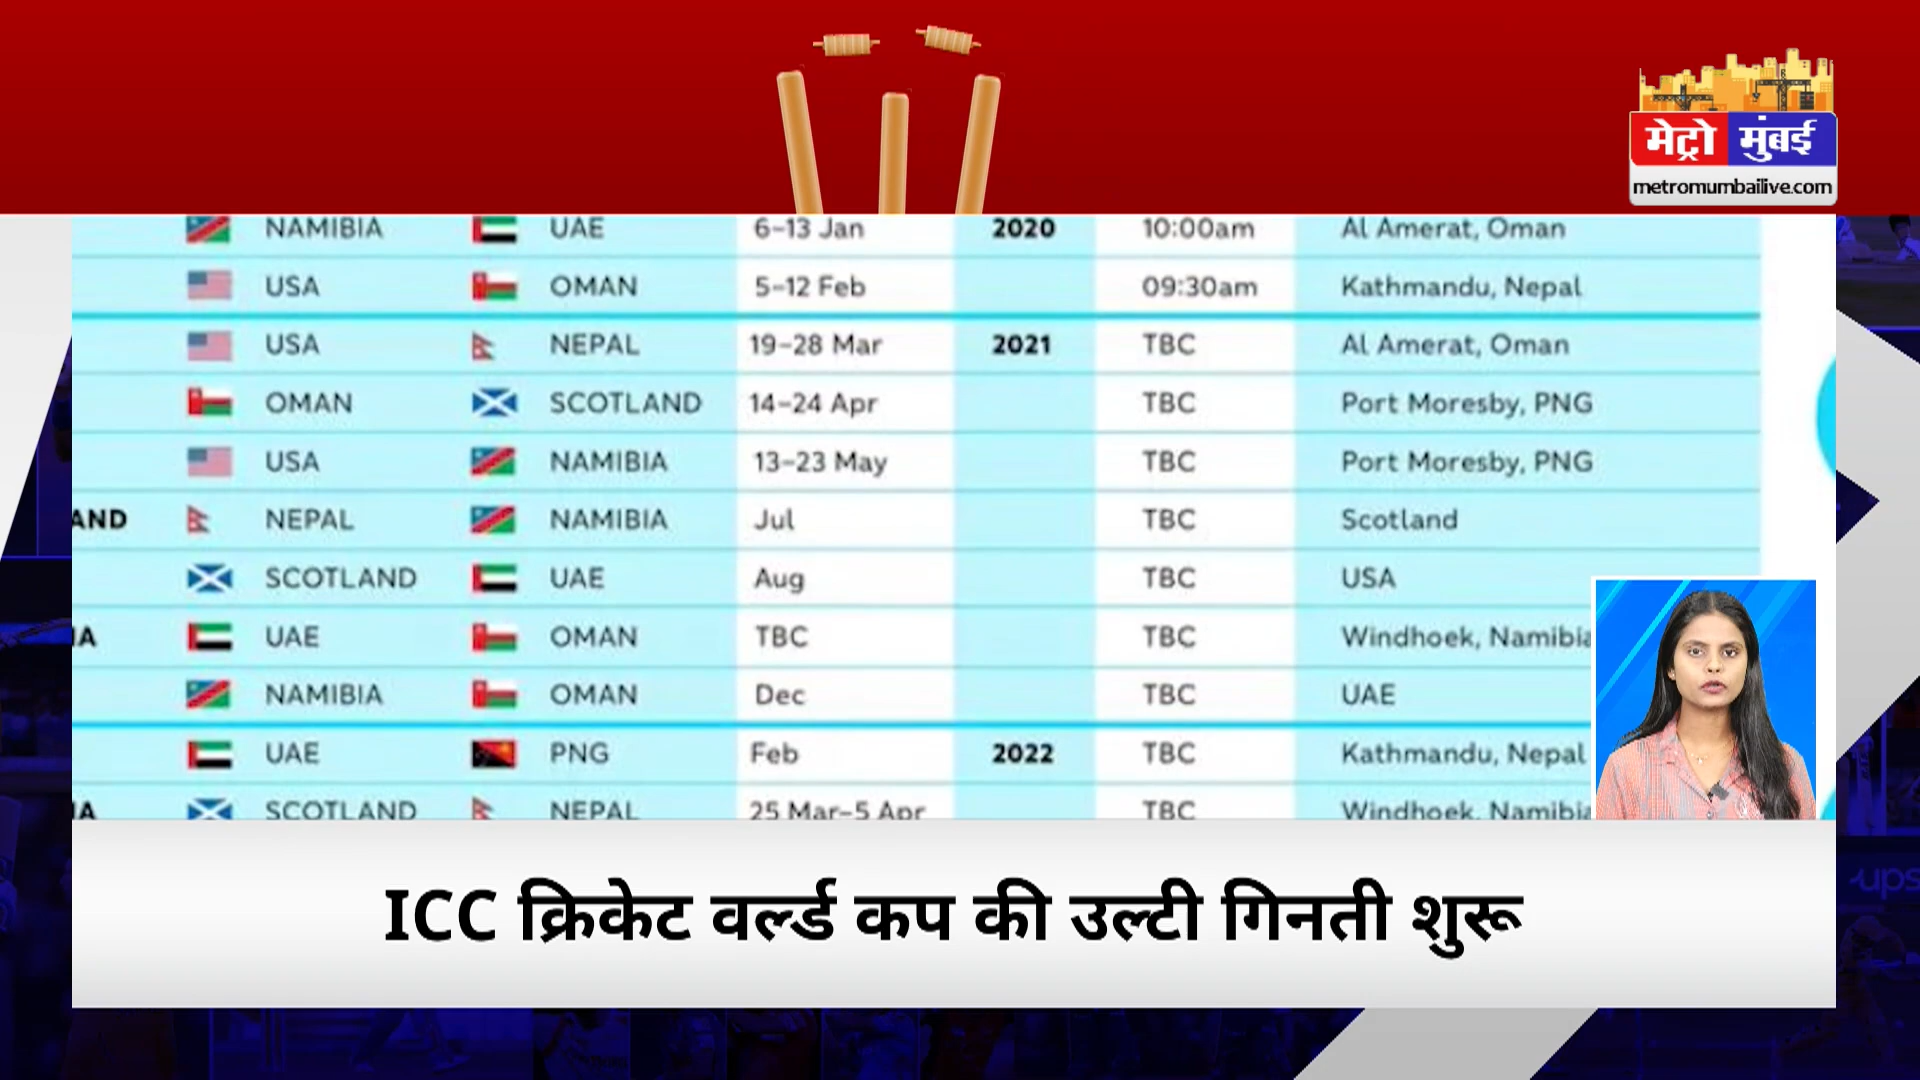 मेट्रो मुंबई
metromumbailive.com
NAMIBIA UAE 6–13 Jan 2020 10:00am Al Amerat, Oman
USA OMAN 5–12 Feb 09:30am Kathmandu, Nepal
USA NEPAL 19–28 Mar 2021 TBC Al Amerat, Oman
OMAN SCOTLAND 14–24 Apr TBC Port Moresby, PNG
USA NAMIBIA 13–23 May TBC Port Moresby, PNG
AND NEPAL NAMIBIA Jul TBC Scotland
SCOTLAND UAE Aug TBC USA
IA UAE OMAN TBC TBC Windhoek, Namibia
NAMIBIA OMAN Dec TBC UAE
UAE PNG Feb 2022 TBC Kathmandu, Nepal
IA SCOTLAND NEPAL 25 Mar–5 Apr TBC Windhoek, Namibia
ups
ICC क्रिकेट वर्ल्ड कप की उल्टी गिनती शुरू